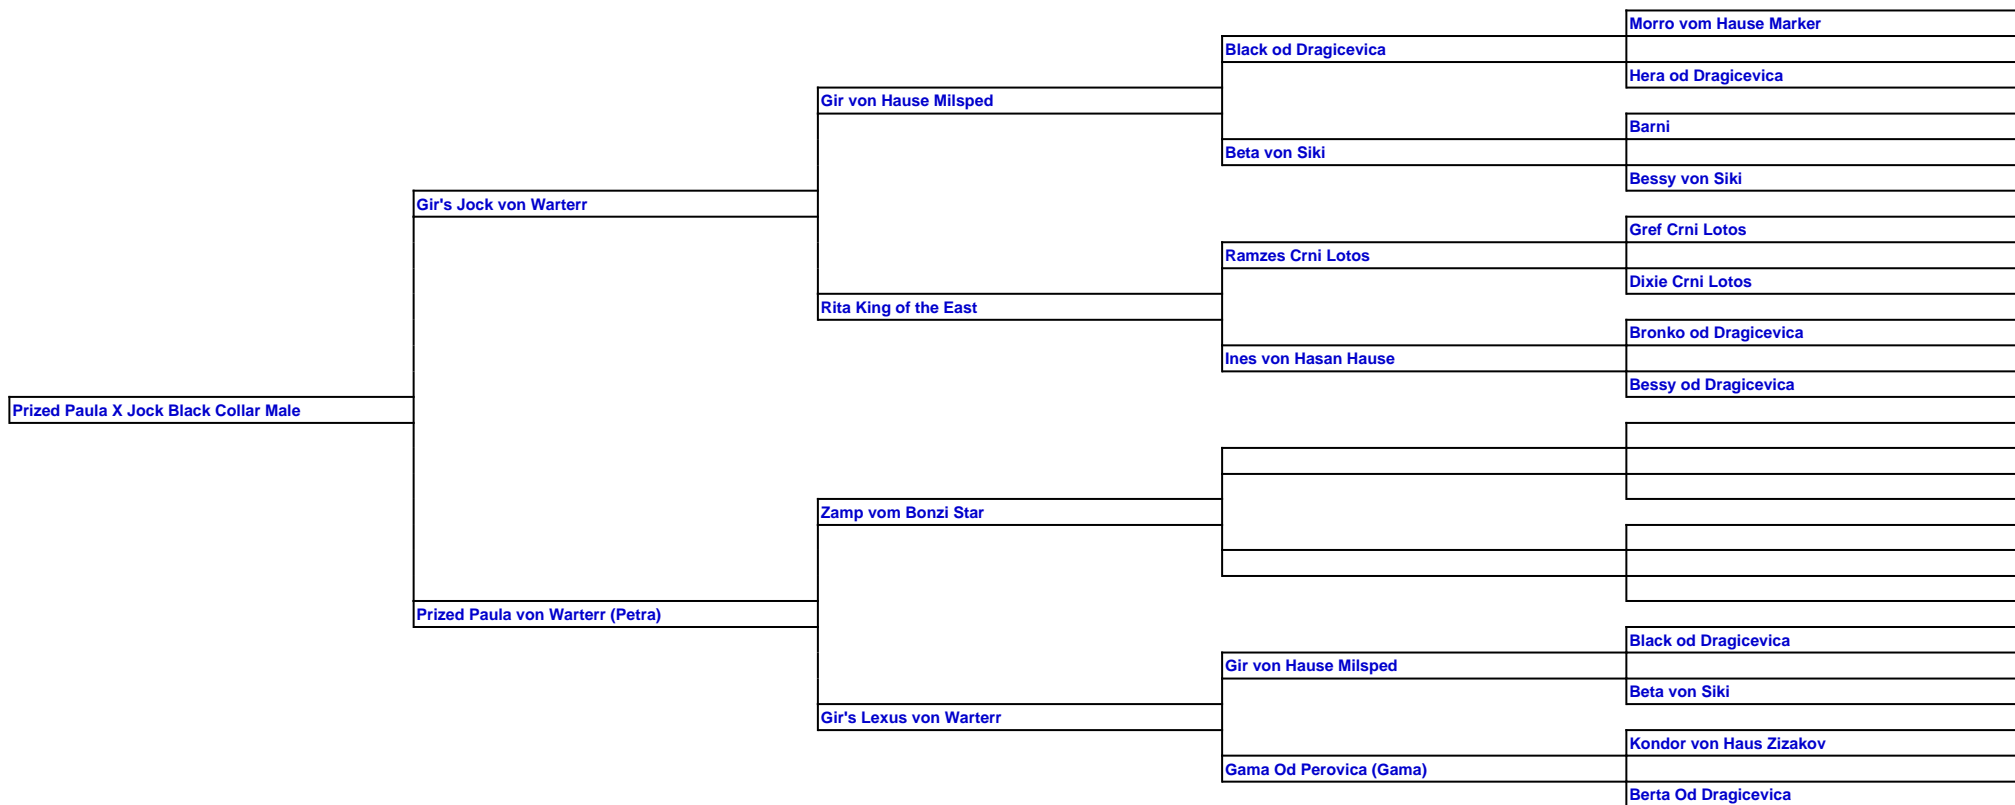 Morro vom Hause Marker
Black od Dragicevica
Hera od Dragicevica
Gir von Hause Milsped
Barni
Beta von Siki
Bessy von Siki
Gir's Jock von Warterr
Gref Crni Lotos
Ramzes Crni Lotos
Dixie Crni Lotos
Rita King of the East
Bronko od Dragicevica
Ines von Hasan Hause
Bessy od Dragicevica
Prized Paula X Jock Black Collar Male
Zamp vom Bonzi Star
Prized Paula von Warterr (Petra)
Black od Dragicevica
Gir von Hause Milsped
Beta von Siki
Gir's Lexus von Warterr
Kondor von Haus Zizakov
Gama Od Perovica (Gama)
Berta Od Dragicevica